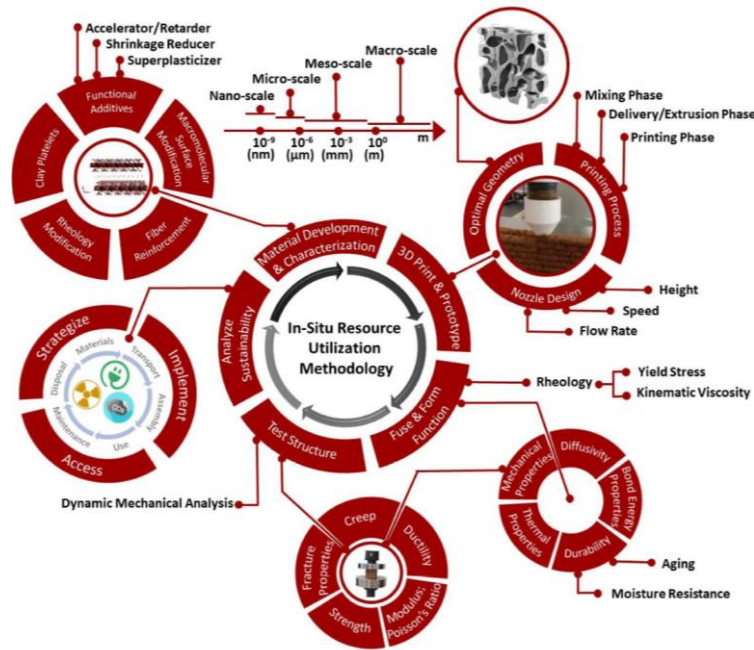 Accelerator/Retarder
Shrinkage Reducer
Superplasticizer
Functional
Additives
Macromolecular
Surface
Modification
Fiber
Reinforcement
Rheology
Modification
Clay Platelets
Nano-scale
Micro-scale
Meso-scale
Macro-scale
10⁻⁹
(nm)
10⁻⁶
(μm)
10⁻³
(mm)
10⁰
(m)
m
Mixing Phase
Delivery/Extrusion Phase
Printing Phase
Optimal Geometry
Printing Process
Nozzle Design
Height
Speed
Flow Rate
Material Development
& Characterization
3D Print & Prototype
Fuse & Form
Function
Test Structure
Analyze
Sustainability
In-Situ Resource
Utilization
Methodology
Strategize
Implement
Access
Materials
Transport
Assembly
Use
Maintenance
Disposal
Rheology
Yield Stress
Kinematic Viscosity
Mechanical
Properties
Diffusivity
Bond Energy
Properties
Durability
Thermal
Properties
Aging
Moisture Resistance
Dynamic Mechanical Analysis
Creep
Ductility
Modulus;
Poisson's Ratio
Strength
Fracture
Properties